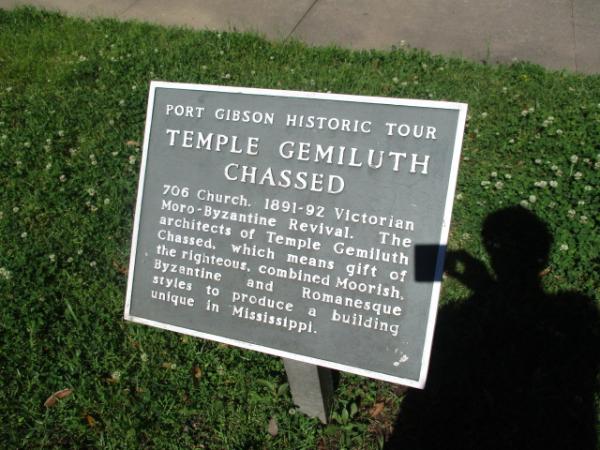 PORT GIBSON HISTORIC TOUR
TEMPLE GEMILUTH
CHASSED
706 Church. 1891-92 Victorian
Moro-Byzantine Revival. The
architects of Temple Gemiluth
Chassed, which means gift of
the righteous, combined Moorish,
Byzantine and Romanesque
styles to produce a building
unique in Mississippi.